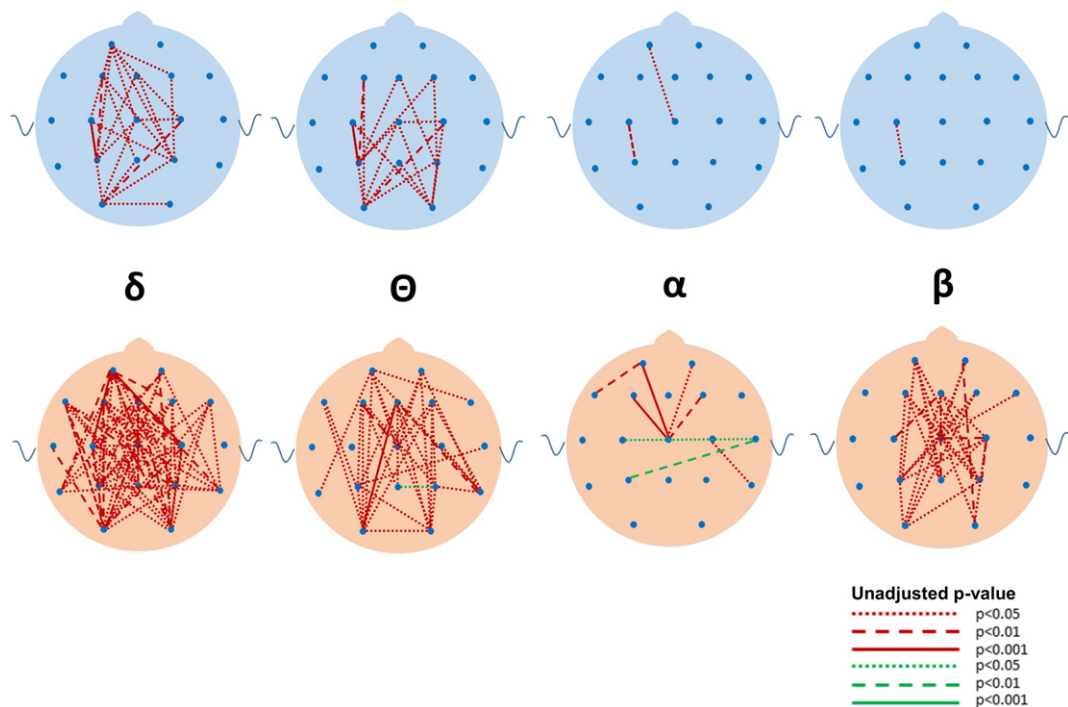 δ
Θ
α
β
Unadjusted p-value
p<0.05
p<0.01
p<0.001
p<0.05
p<0.01
p<0.001